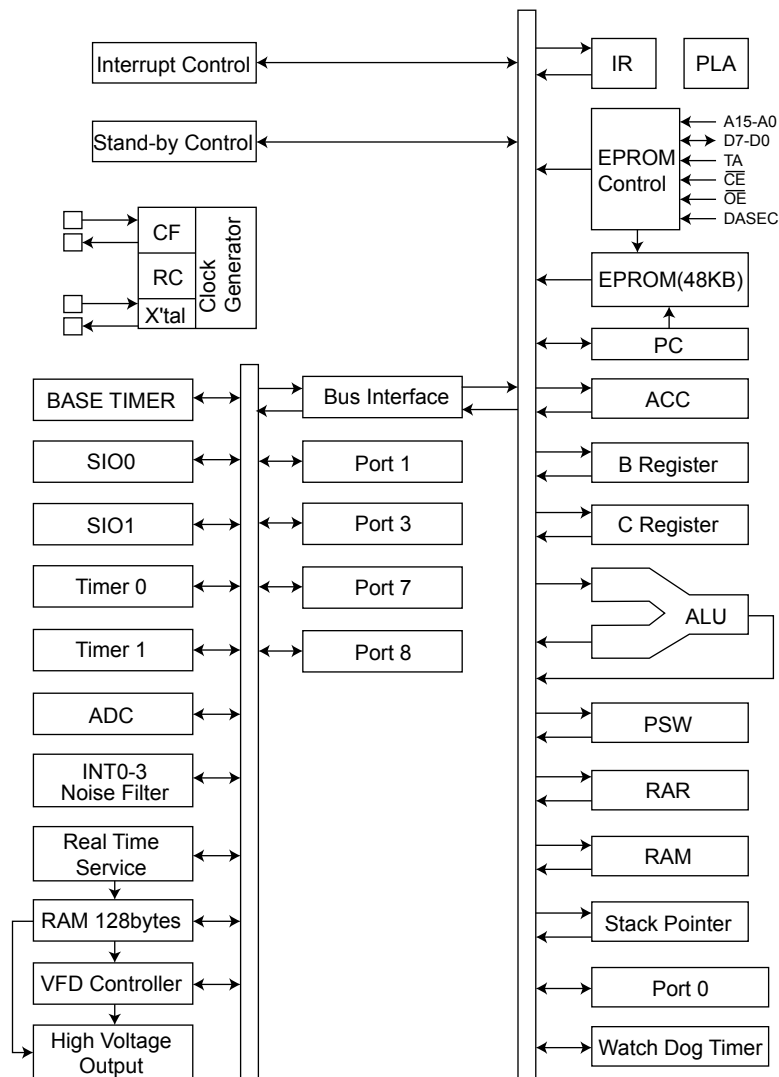 Interrupt Control
IR
PLA
Stand-by Control
EPROM
Control
A15-A0
D7-D0
TA
CE
OE
DASEC
CF
RC
X'tal
Clock
Generator
EPROM(48KB)
PC
BASE TIMER
Bus Interface
ACC
SIO0
Port 1
B Register
SIO1
Port 3
C Register
Timer 0
Port 7
ALU
Timer 1
Port 8
ADC
PSW
INT0-3
Noise Filter
RAR
Real Time
Service
RAM
RAM 128bytes
Stack Pointer
VFD Controller
Port 0
High Voltage
Output
Watch Dog Timer